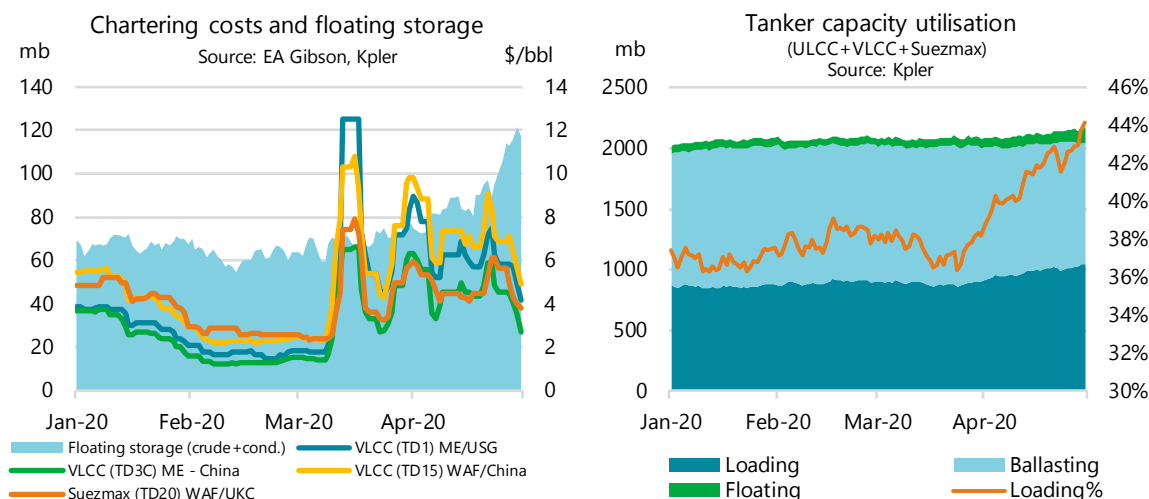 Chartering costs and floating storage
mb
Source: EA Gibson, Kpler
$/bbl
140
120
100
80
60
40
20
0
14
12
10
8
6
4
2
0
Jan-20 Feb-20 Mar-20 Apr-20
Floating storage (crude+cond.)
VLCC (TD1) ME/USG
VLCC (TD3C) ME - China
VLCC (TD15) WAF/China
Suezmax (TD20) WAF/UKC
Tanker capacity utilisation
(ULCC+VLCC+Suezmax)
mb
Source: Kpler
2500
2000
1500
1000
500
0
46%
44%
42%
40%
38%
36%
34%
32%
30%
Jan-20 Feb-20 Mar-20 Apr-20
Loading
Ballasting
Floating
Loading%